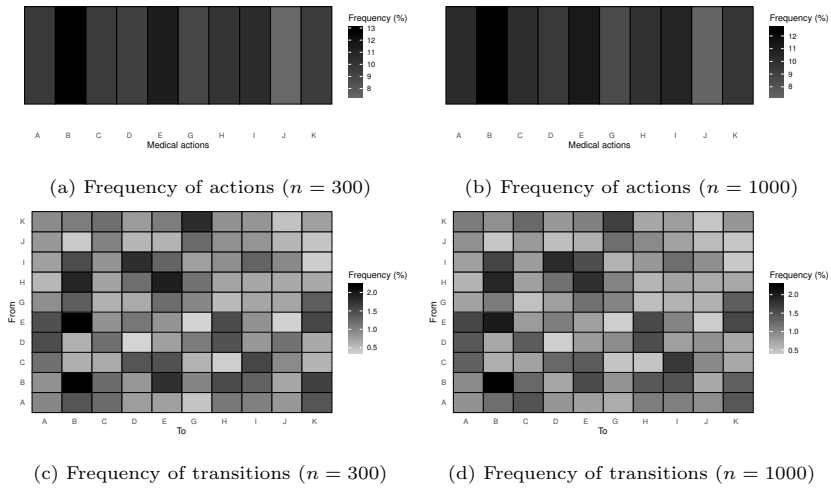 Frequency (%)
13
12
11
10
9
8
A B C D E G H I J K
Medical actions
(a) Frequency of actions (n = 300)
Frequency (%)
12
11
10
9
8
A B C D E G H I J K
Medical actions
(b) Frequency of actions (n = 1000)
K
J
I
H
G
E
D
C
B
A
From
A B C D E G H I J K
To
Frequency (%)
2.0
1.5
1.0
0.5
(c) Frequency of transitions (n = 300)
K
J
I
H
G
E
D
C
B
A
From
A B C D E G H I J K
To
Frequency (%)
2.0
1.5
1.0
0.5
(d) Frequency of transitions (n = 1000)